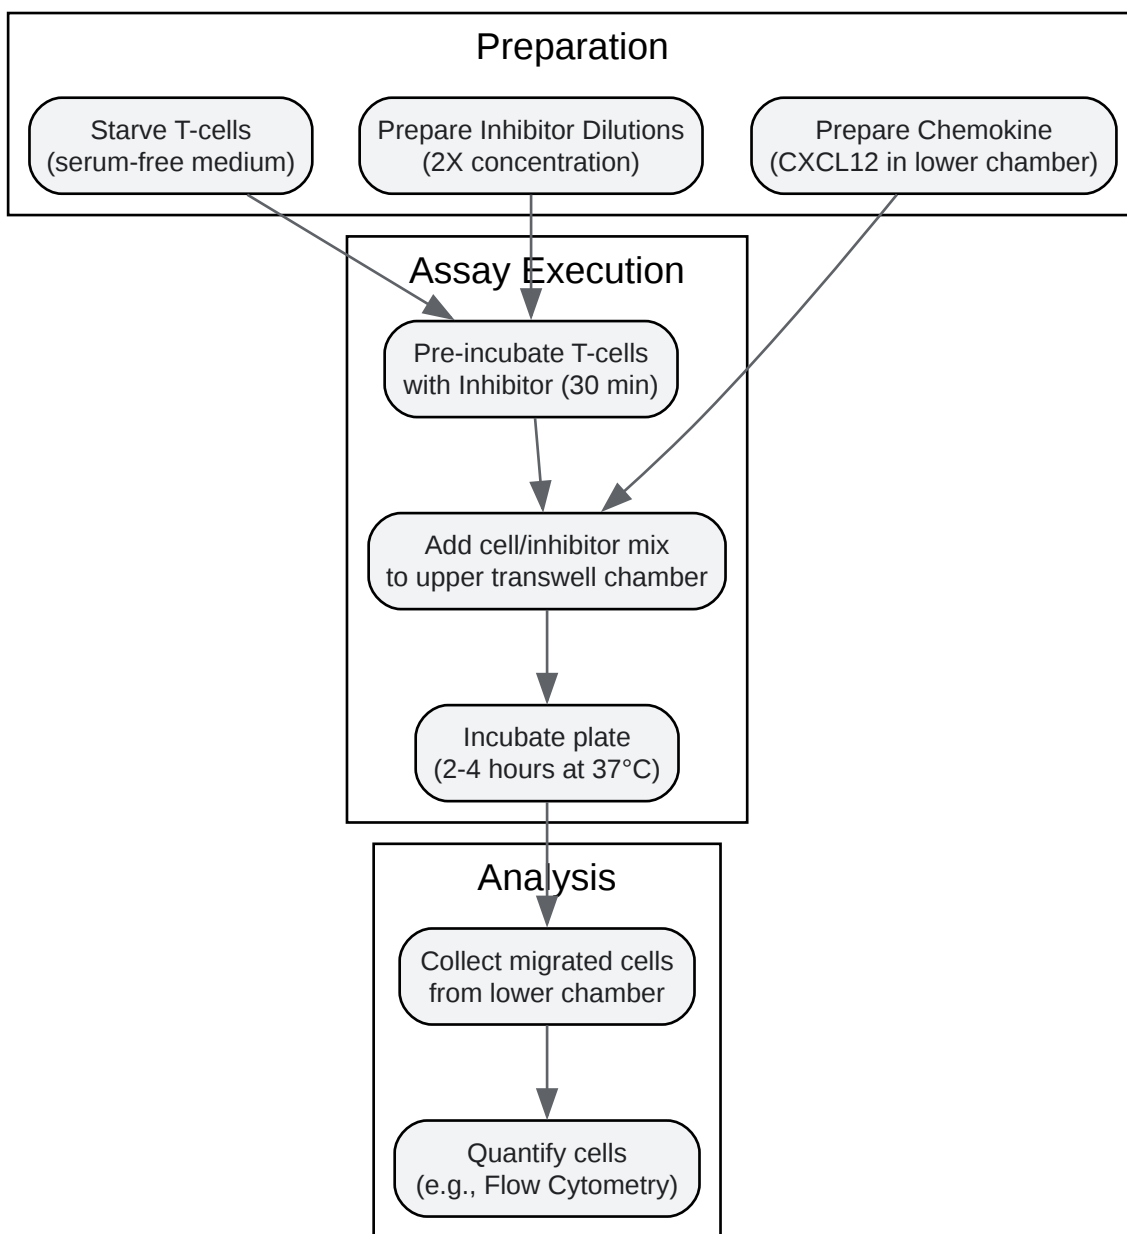 Preparation
Starve T-cells
(serum-free medium)
Prepare Inhibitor Dilutions
(2X concentration)
Prepare Chemokine
(CXCL12 in lower chamber)
Assay Execution
Pre-incubate T-cells
with Inhibitor (30 min)
Add cell/inhibitor mix
to upper transwell chamber
Incubate plate
(2-4 hours at 37°C)
Analysis
Collect migrated cells
from lower chamber
Quantify cells
(e.g., Flow Cytometry)